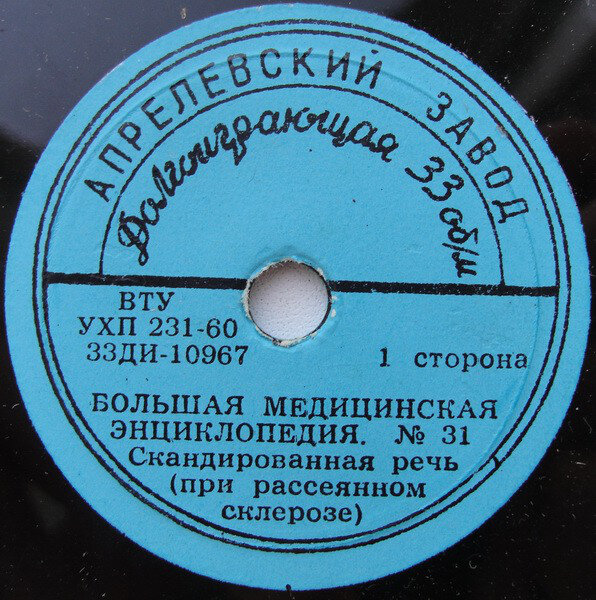 АПРЕЛЕВСКИЙ ЗАВОД
Долгоиграющая 33 об/м
ВТУ
УХП 231-60
33ДИ-10967
1 сторона
БОЛЬШАЯ МЕДИЦИНСКАЯ
ЭНЦИКЛОПЕДИЯ. № 31
Скандированная речь
(при рассеянном
склерозе)